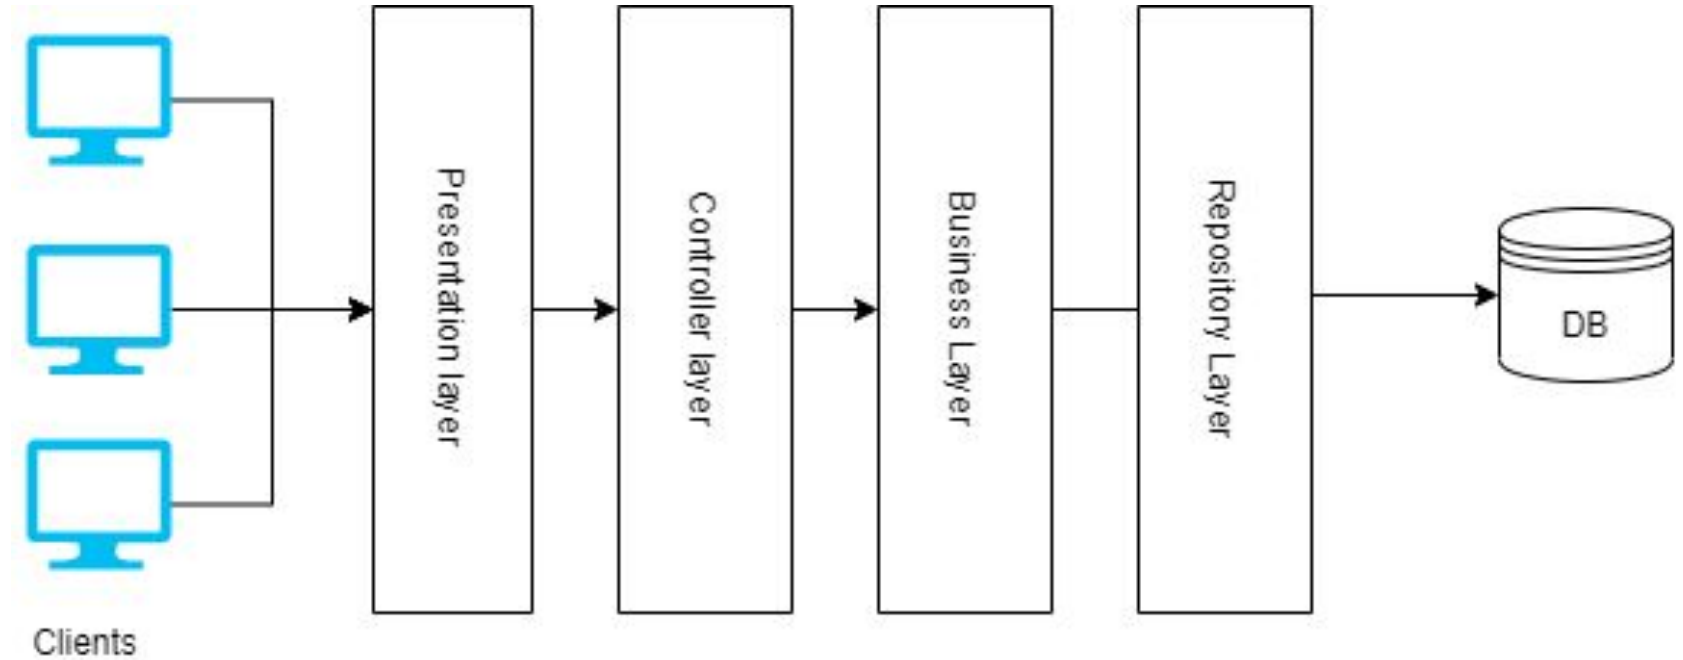 Presentation layer
Controller layer
Business Layer
Repository Layer
DB
Clients